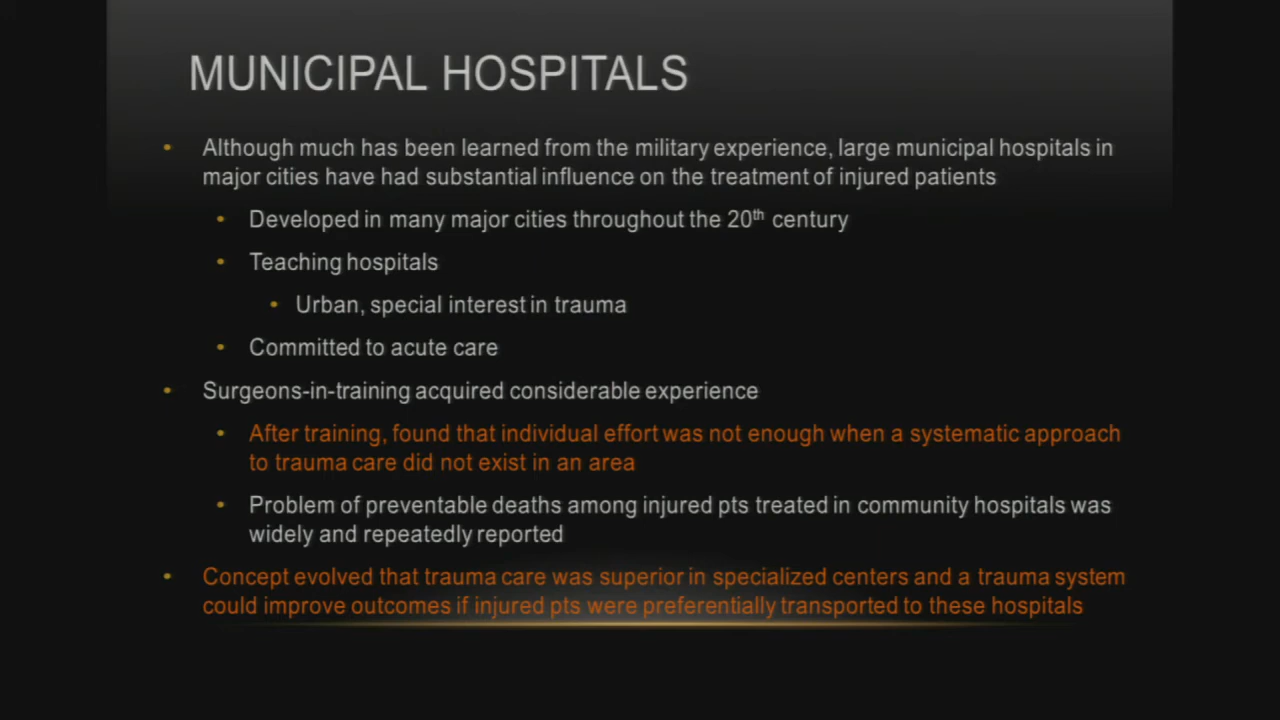 MUNICIPAL HOSPITALS
• Although much has been learned from the military experience, large municipal hospitals in
major cities have had substantial influence on the treatment of injured patients
• Developed in many major cities throughout the 20th century
• Teaching hospitals
• Urban, special interest in trauma
• Committed to acute care
• Surgeons-in-training acquired considerable experience
• After training, found that individual effort was not enough when a systematic approach
to trauma care did not exist in an area
• Problem of preventable deaths among injured pts treated in community hospitals was
widely and repeatedly reported
• Concept evolved that trauma care was superior in specialized centers and a trauma system
could improve outcomes if injured pts were preferentially transported to these hospitals